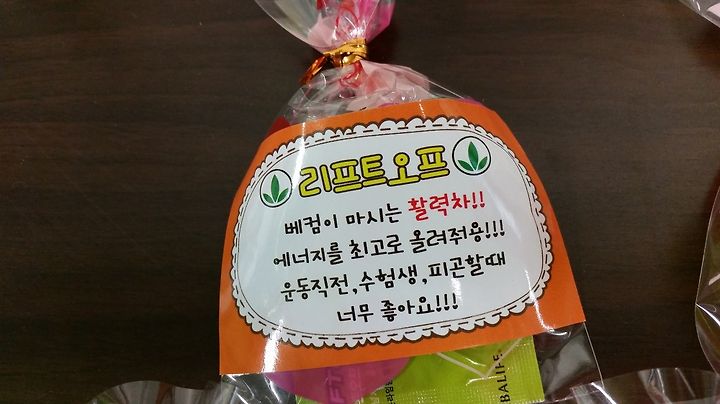 리프트오프
베컴이 마시는 활력차!!
에너지를 최고로 올려줘용!!!
운동직전,수험생,피곤할때
너무 좋아요!!!